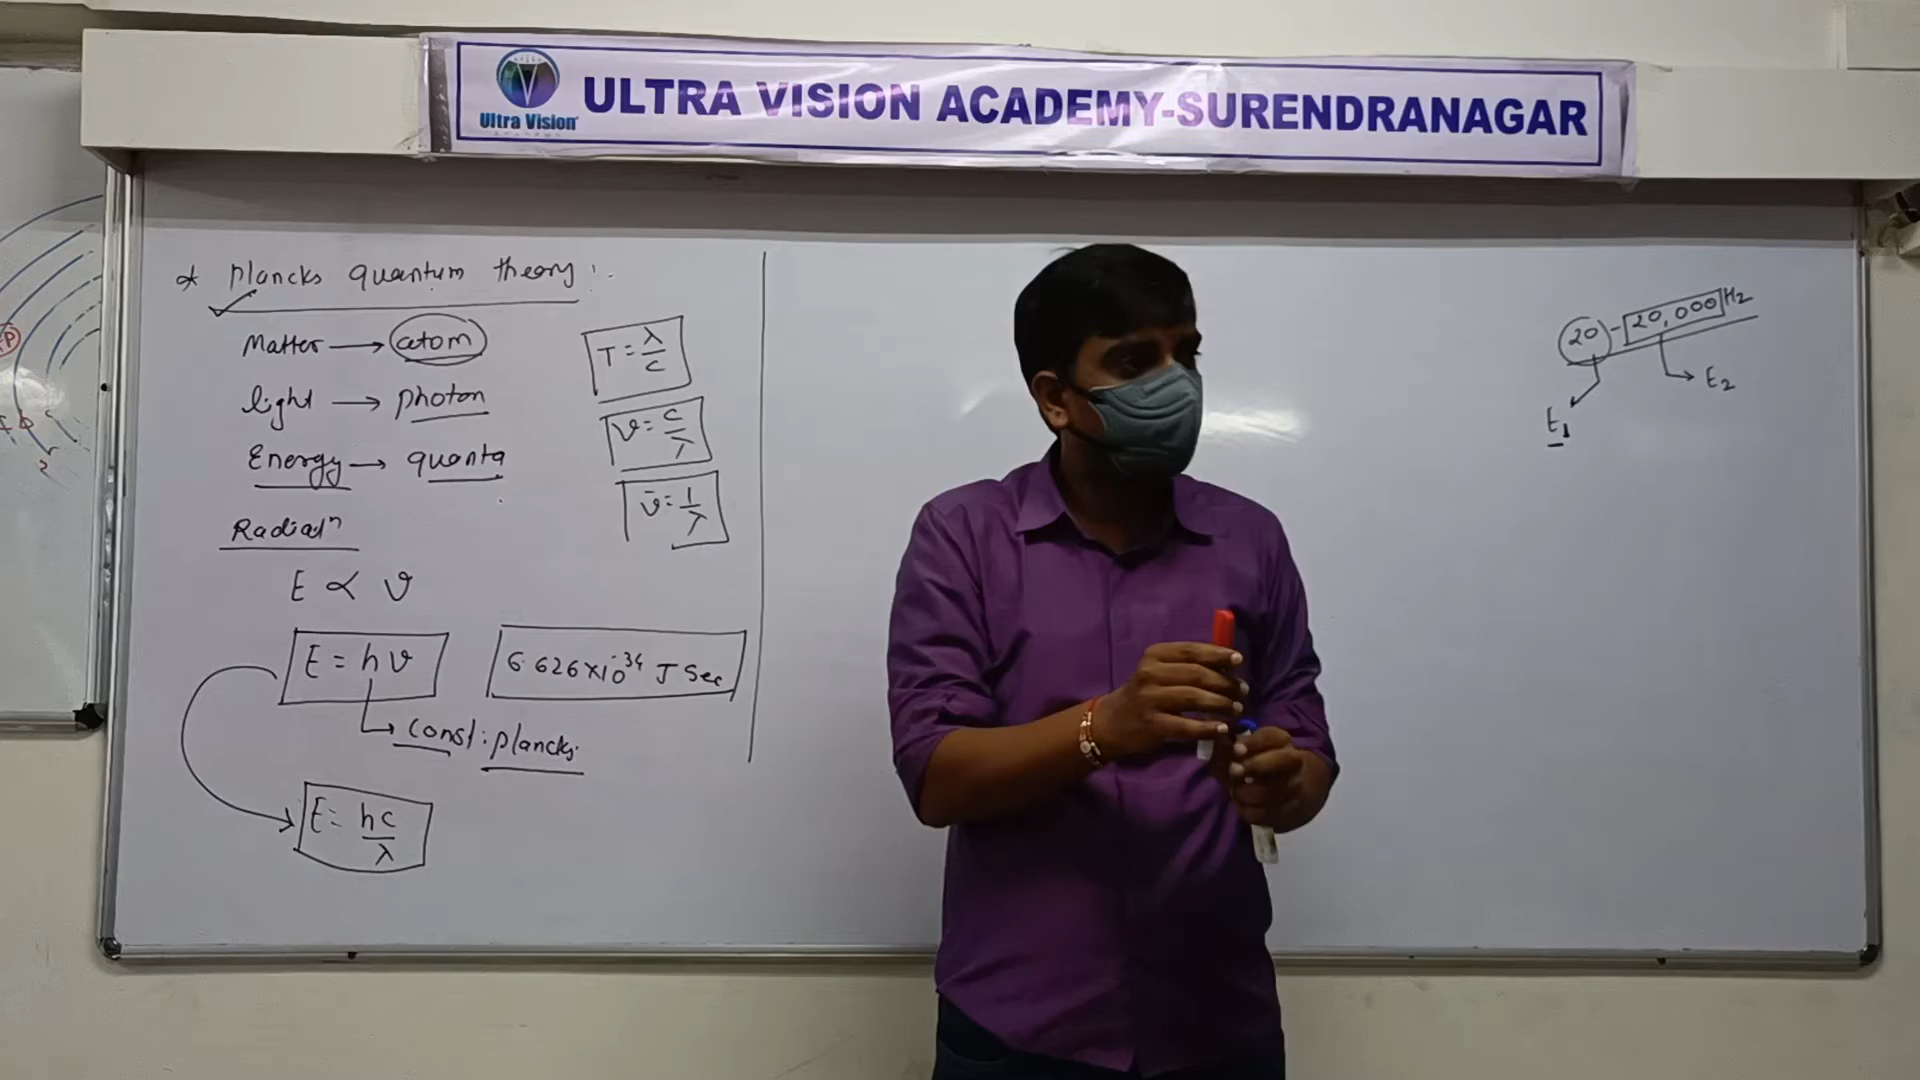 ULTRA VISION ACADEMY-SURENDRANAGAR
Ultra Vision
* Plancks quantum theory :.
Matter → atom
light → photon
Energy → quanta
Radiatⁿ
E ∝ ν
E = hν
6.626×10⁻³⁴ J Sec
const: plancks
E = hc/λ
T = λ/c
ν = c/λ
ν̄ = 1/λ
20 - 20,000 Hz
E₁
E₂